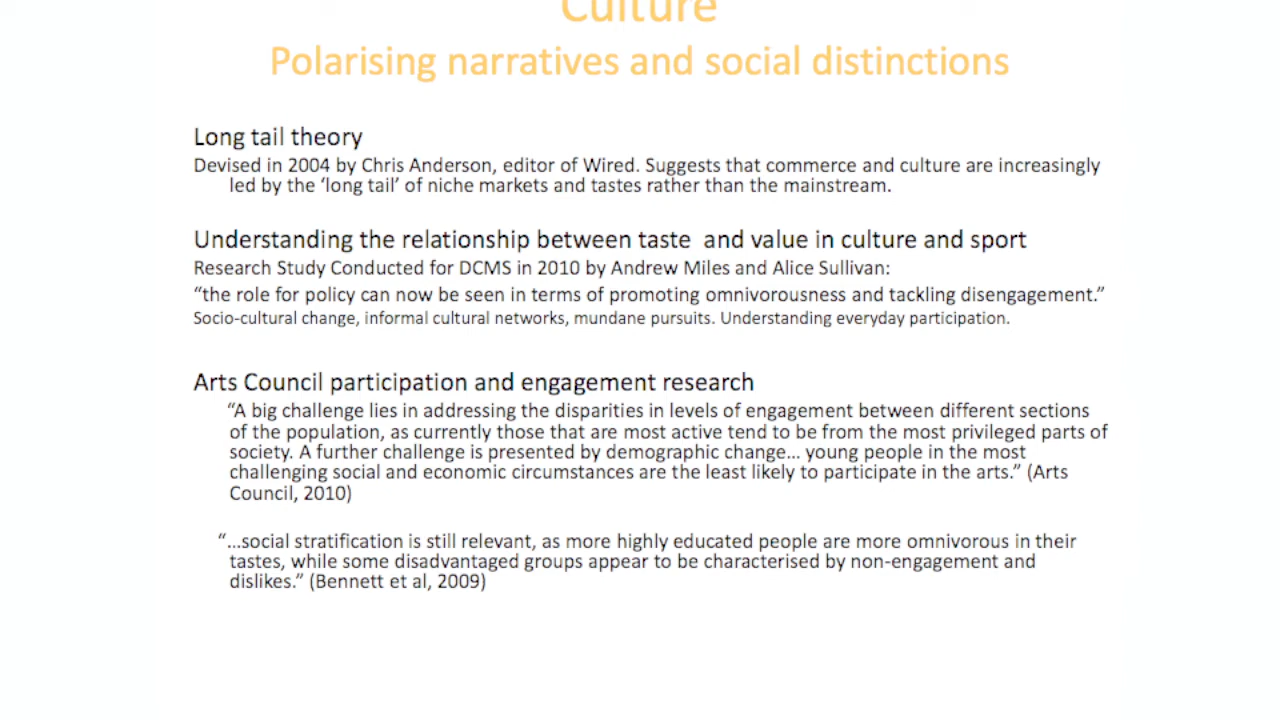 Culture
Polarising narratives and social distinctions
Long tail theory
Devised in 2004 by Chris Anderson, editor of Wired. Suggests that commerce and culture are increasingly
led by the ‘long tail’ of niche markets and tastes rather than the mainstream.
Understanding the relationship between taste  and value in culture and sport
Research Study Conducted for DCMS in 2010 by Andrew Miles and Alice Sullivan:
“the role for policy can now be seen in terms of promoting omnivorousness and tackling disengagement.”
Socio-cultural change, informal cultural networks, mundane pursuits. Understanding everyday participation.
Arts Council participation and engagement research
“A big challenge lies in addressing the disparities in levels of engagement between different sections
of the population, as currently those that are most active tend to be from the most privileged parts of
society. A further challenge is presented by demographic change… young people in the most
challenging social and economic circumstances are the least likely to participate in the arts.” (Arts
Council, 2010)
“…social stratification is still relevant, as more highly educated people are more omnivorous in their
tastes, while some disadvantaged groups appear to be characterised by non-engagement and
dislikes.” (Bennett et al, 2009)